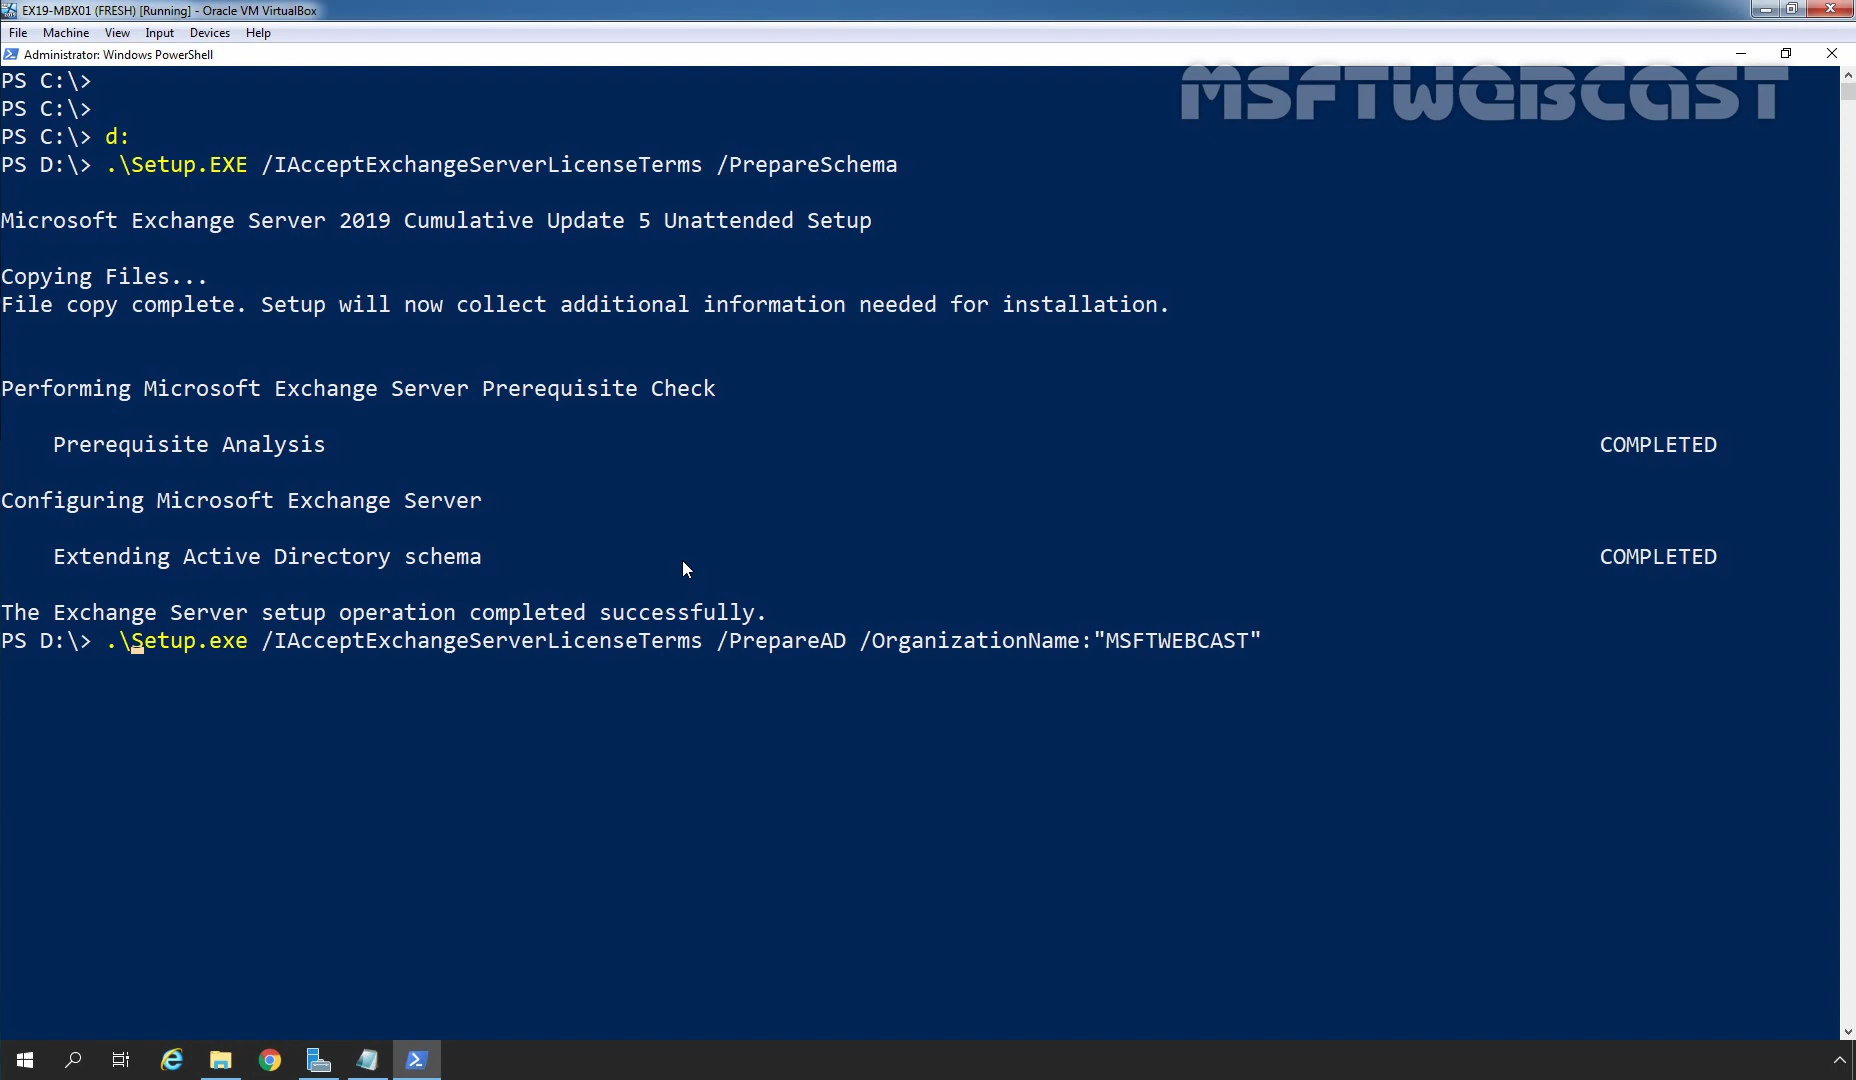 EX19-MBX01 (FRESH) [Running] - Oracle VM VirtualBox
File Machine View Input Devices Help
Administrator: Windows PowerShell
MSFTWEBCAST
PS C:\>
PS C:\>
PS C:\> d:
PS D:\> .\Setup.EXE /IAcceptExchangeServerLicenseTerms /PrepareSchema
Microsoft Exchange Server 2019 Cumulative Update 5 Unattended Setup
Copying Files...
File copy complete. Setup will now collect additional information needed for installation.
Performing Microsoft Exchange Server Prerequisite Check
Prerequisite Analysis COMPLETED
Configuring Microsoft Exchange Server
Extending Active Directory schema COMPLETED
The Exchange Server setup operation completed successfully.
PS D:\> .\Setup.exe /IAcceptExchangeServerLicenseTerms /PrepareAD /OrganizationName:"MSFTWEBCAST"